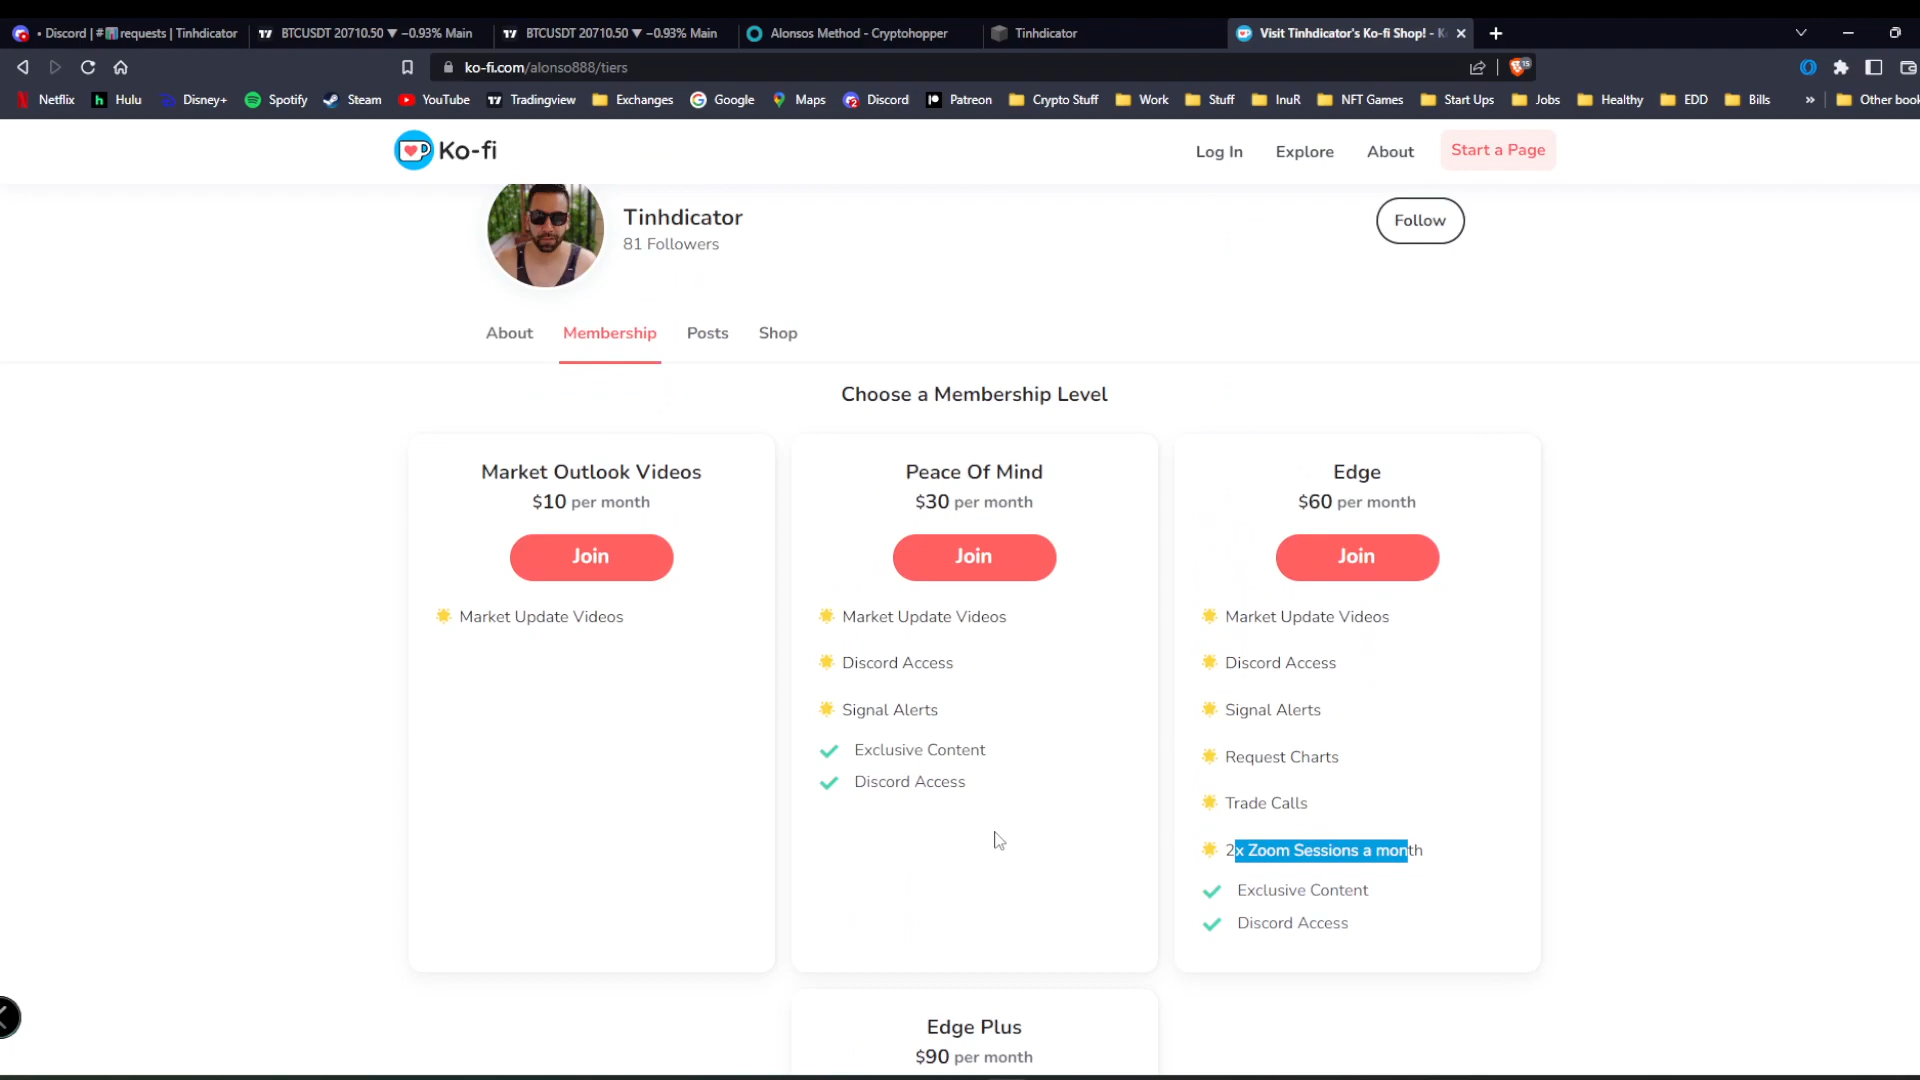 • Discord | # requests | Tinhdicator
BTCUSDT 20710.50 ▼ −0.93% Main
BTCUSDT 20710.50 ▼ −0.93% Main
Alonsos Method - Cryptohopper
Tinhdicator
Visit Tinhdicator's Ko-fi Shop! -
ko-fi.com/alonso888/tiers
15
Netflix
Hulu
Disney+
Spotify
Steam
YouTube
Tradingview
Exchanges
Google
Maps
Discord
Patreon
Crypto Stuff
Work
Stuff
InuR
NFT Games
Start Ups
Jobs
Healthy
EDD
Bills
»
Other book
Ko-fi
Log In
Explore
About
Start a Page
Tinhdicator
81 Followers
Follow
About
Membership
Posts
Shop
Choose a Membership Level
Market Outlook Videos
$10 per month
Join
Market Update Videos
Peace Of Mind
$30 per month
Join
Market Update Videos
Discord Access
Signal Alerts
Exclusive Content
Discord Access
Edge
$60 per month
Join
Market Update Videos
Discord Access
Signal Alerts
Request Charts
Trade Calls
2x Zoom Sessions a month
Exclusive Content
Discord Access
Edge Plus
$90 per month